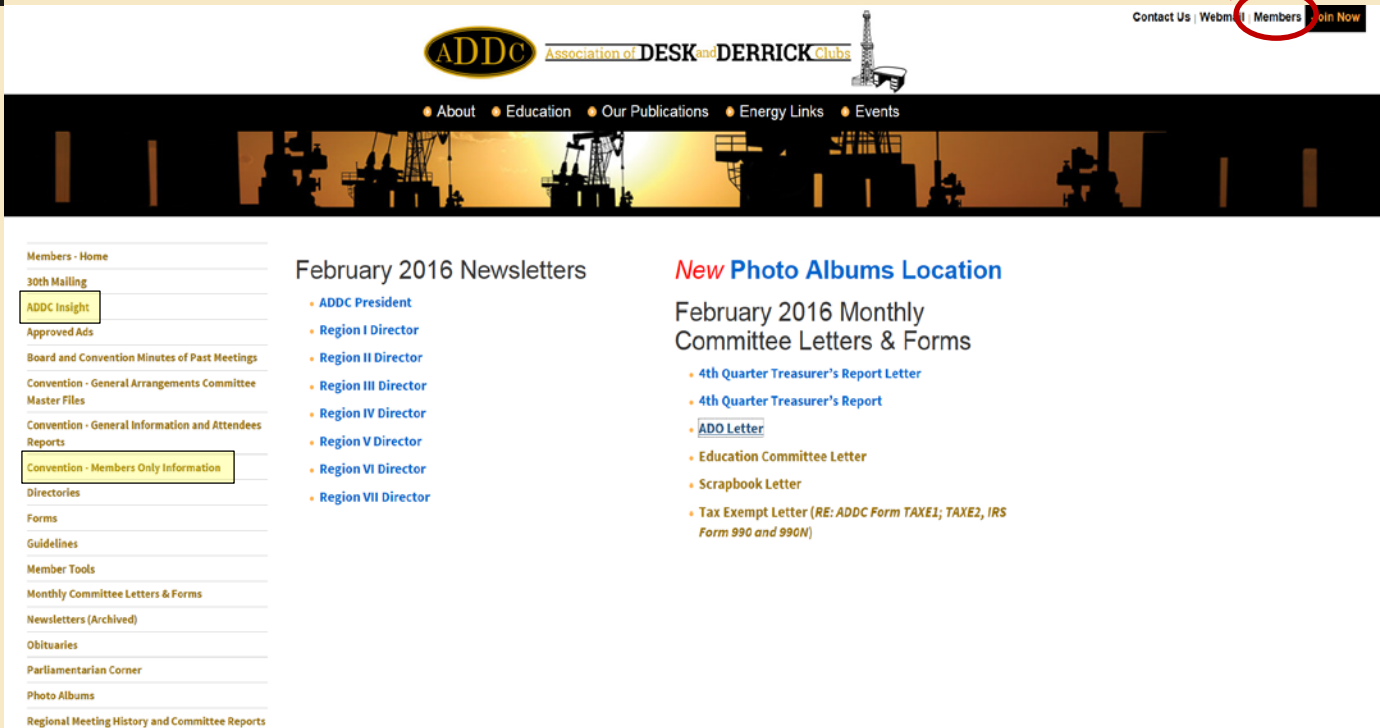 Contact Us | Webmail | Members Join Now
ADDC Association of DESK and DERRICK Clubs
About Education Our Publications Energy Links Events
Members - Home
30th Mailing
ADDC Insight
Approved Ads
Board and Convention Minutes of Past Meetings
Convention - General Arrangements Committee
Master Files
Convention - General Information and Attendees
Reports
Convention - Members Only Information
Directories
Forms
Guidelines
Member Tools
Monthly Committee Letters & Forms
Newsletters (Archived)
Obituaries
Parliamentarian Corner
Photo Albums
Regional Meeting History and Committee Reports
February 2016 Newsletters
ADDC President
Region I Director
Region II Director
Region III Director
Region IV Director
Region V Director
Region VI Director
Region VII Director
New Photo Albums Location
February 2016 Monthly
Committee Letters & Forms
4th Quarter Treasurer's Report Letter
4th Quarter Treasurer's Report
ADO Letter
Education Committee Letter
Scrapbook Letter
Tax Exempt Letter (RE: ADDC Form TAXE1; TAXE2, IRS
Form 990 and 990N)